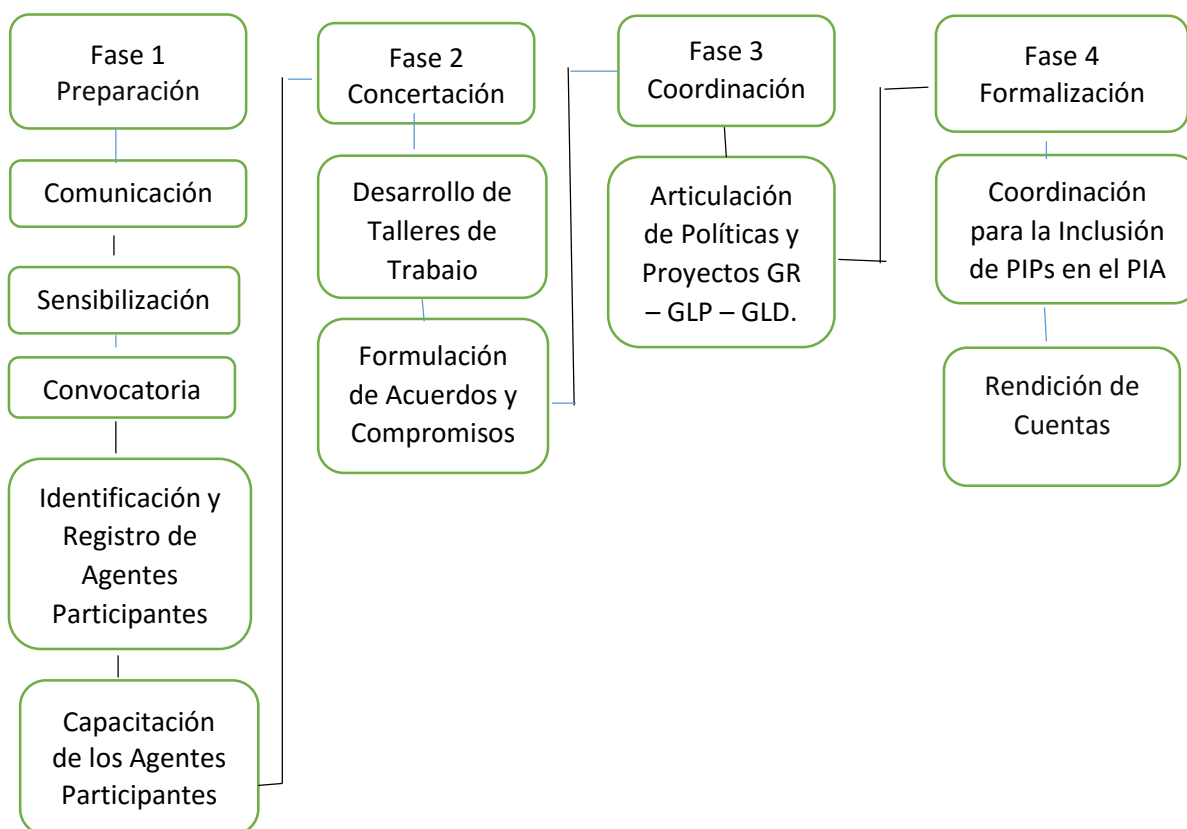 Fase 1
Preparación
Comunicación
Sensibilización
Convocatoria
Identificación y
Registro de
Agentes
Participantes
Capacitación
de los Agentes
Participantes
Fase 2
Concertación
Desarrollo de
Talleres de
Trabaio
Formulación
de Acuerdos y
Compromisos
Fase 3
Coordinación
Articulación
de Políticas y
Proyectos GR
– GLP – GLD.
Fase 4
Formalización
Coordinación
para la Inclusión
de PIPs en el PIA
Rendición de
Cuentas